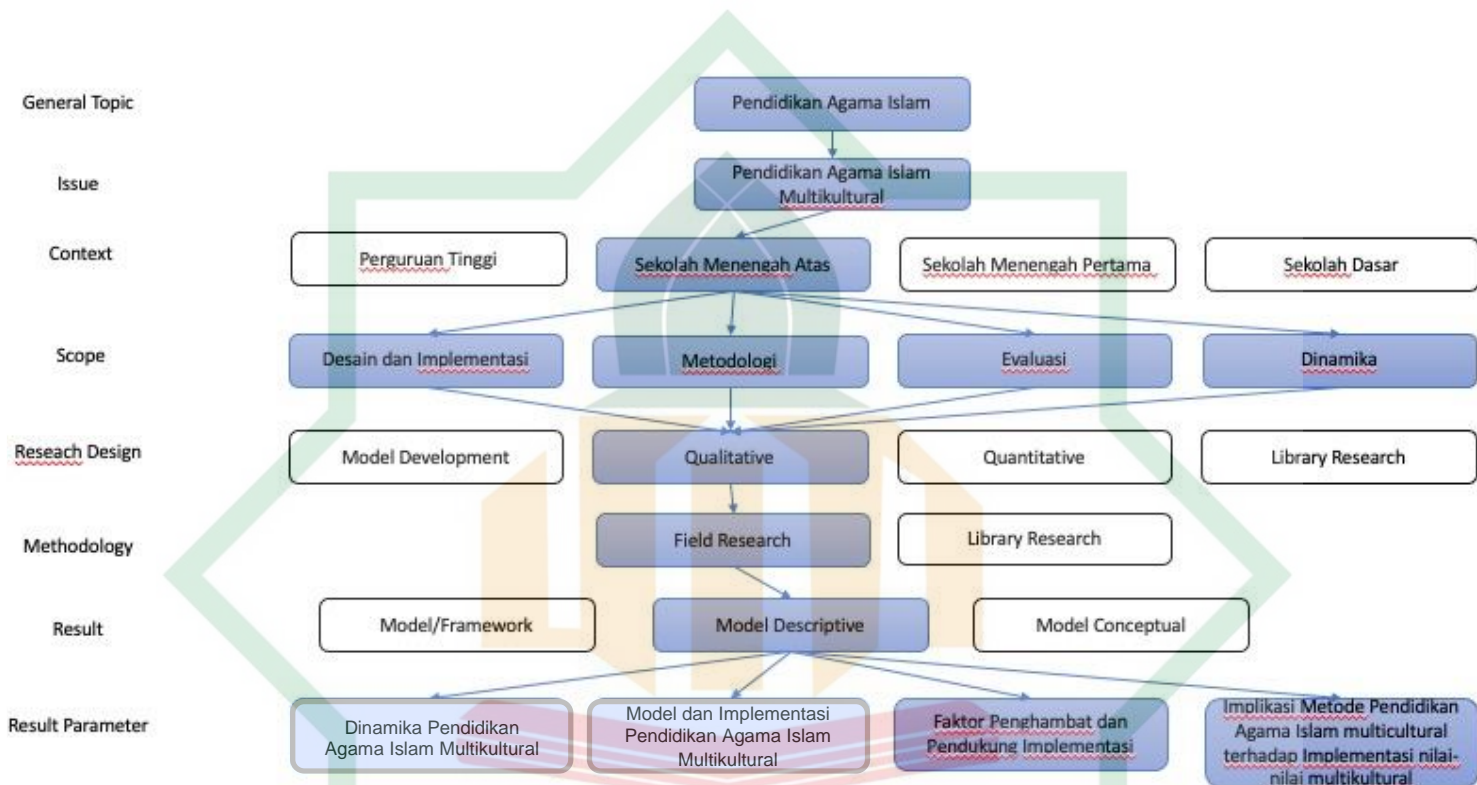 General Topic
Pendidikan Agama Islam
Issue
Pendidikan Agama Islam
Multikultural
Context
Perguruan Tinggi
Sekolah Menengah Atas
Sekolah Menengah Pertama
Sekolah Dasar
Scope
Desain dan Implementasi
Metodologi
Evaluasi
Dinamika
Reseach Design
Model Development
Qualitative
Quantitative
Library Research
Methodology
Field Research
Library Research
Result
Model/Framework
Model Descriptive
Model Conceptual
Result Parameter
Dinamika Pendidikan
Agama Islam Multikultural
Model dan Implementasi
Pendidikan Agama Islam
Multikultural
Faktor Penghambat dan
Pendukung Implementasi
Implikasi Metode Pendidikan
Agama Islam multicultural
terhadap Implementasi nilai-
nilai multikultural